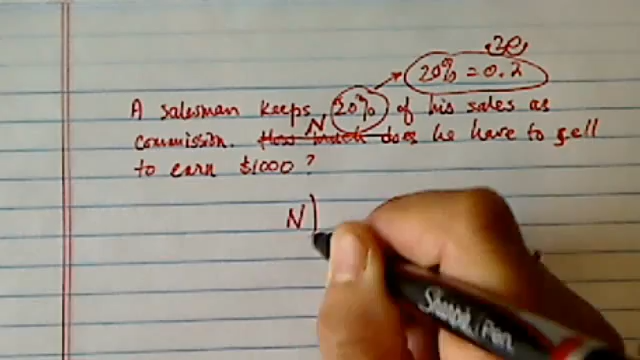 20
20% = 0.2
A salesman keeps 20% of his sales as
N
commission. How much does he have to sell
to earn $1000?
N
Sharpie Pen